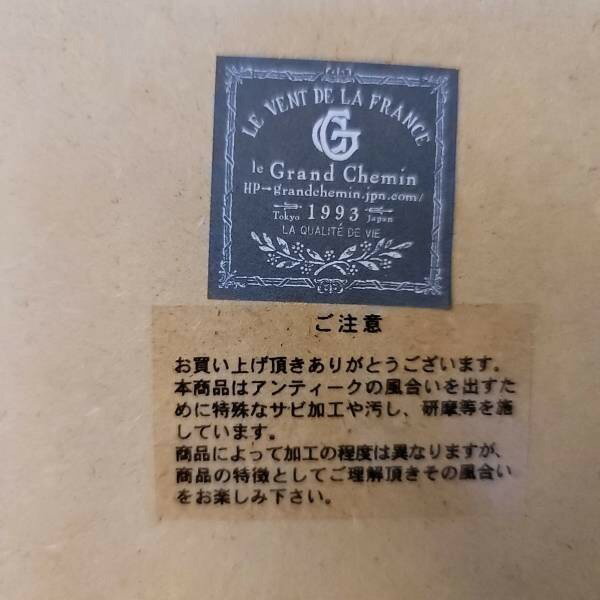 LE VENT DE LA FRANCE
G
le Grand Chemin
HP→grandchemin.jpn.com/
Tokyo 1993 Japan
LA QUALITÉ DE VIE
ご注意
お買い上げ頂きありがとうございます。
本商品はアンティークの風合いを出すた
めに特殊なサビ加工や汚し、研磨等を施
しています。
商品によって加工の程度は異なりますが、
商品の特徴としてご理解頂きその風合い
をお楽しみ下さい。